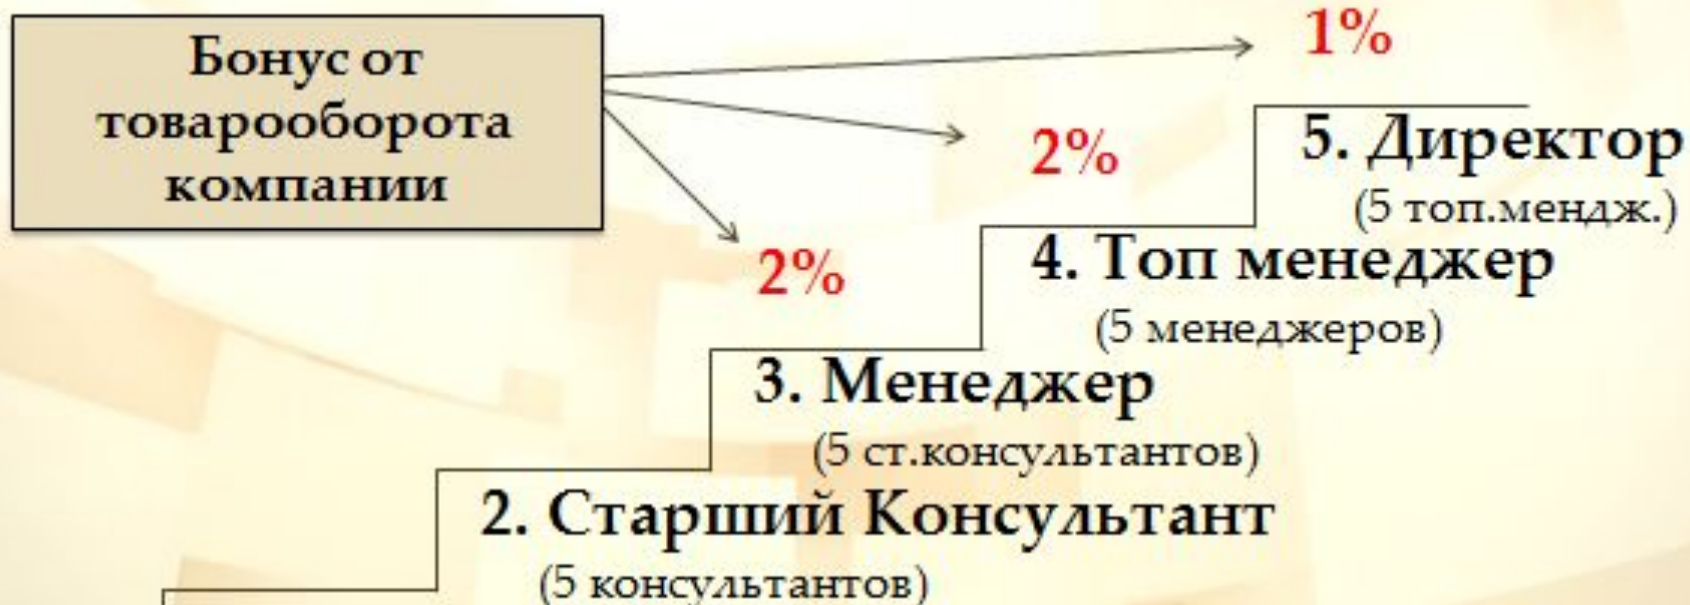 Бонус от
товарооборота
компании
1%
2%
2%
5. Директор
(5 топ.мендж.)
4. Топ менеджер
(5 менеджеров)
3. Менеджер
(5 ст.консультантов)
2. Старший Консультант
(5 консультантов)